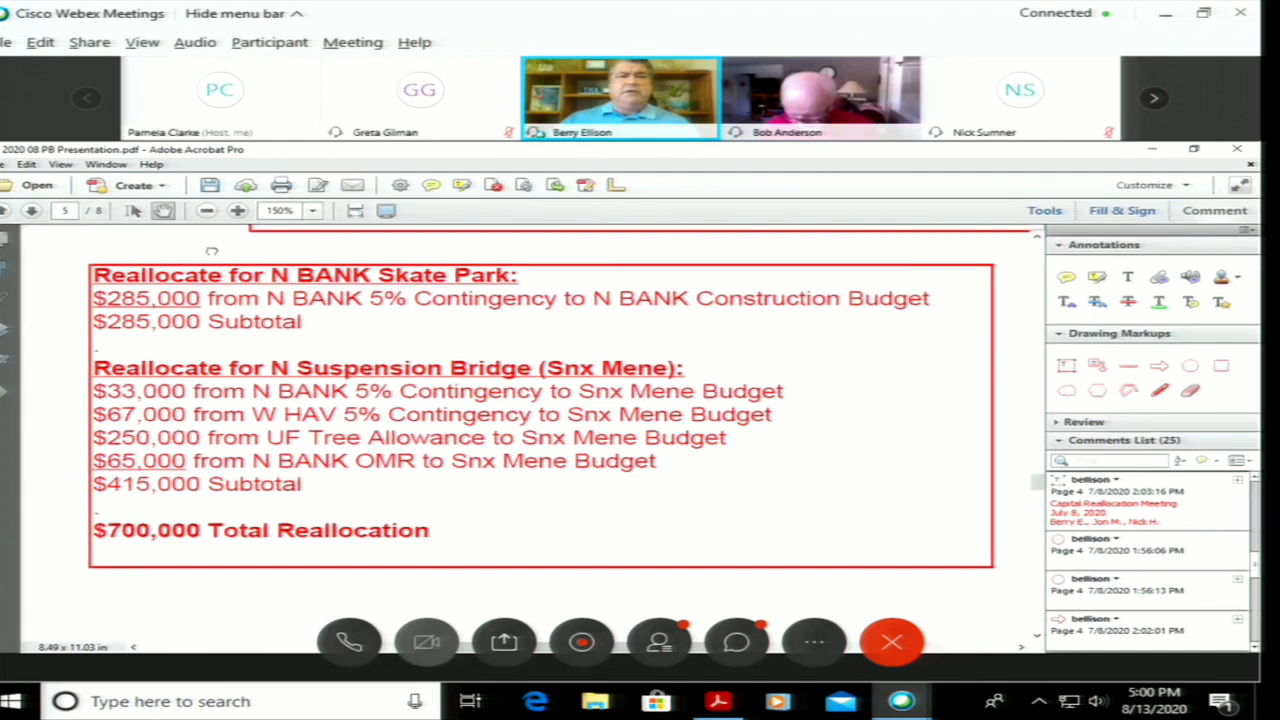 Cisco Webex Meetings Hide menu bar Connected
Edit Share View Audio Participant Meeting Help
PC GG NS
Pamela Clarke (Host, me) Greta Gilman Berry Ellison Bob Anderson Nick Sumner
2020 08 PB Presentation.pdf - Adobe Acrobat Pro
Edit View Window Help
Open Create Customize
5 / 8 150% Tools Fill & Sign Comment
Annotations
Reallocate for N BANK Skate Park:
$285,000 from N BANK 5% Contingency to N BANK Construction Budget
$285,000 Subtotal
.
Reallocate for N Suspension Bridge (Snx Mene):
$33,000 from N BANK 5% Contingency to Snx Mene Budget
$67,000 from W HAV 5% Contingency to Snx Mene Budget
$250,000 from UF Tree Allowance to Snx Mene Budget
$65,000 from N BANK OMR to Snx Mene Budget
$415,000 Subtotal
.
$700,000 Total Reallocation
Drawing Markups
Review
Comments List (25)
Find
bellison
Page 4 7/8/2020 2:03:16 PM
Capital Reallocation Meeting
July 8, 2020
Berry E., Jon M., Nick H.
bellison
Page 4 7/8/2020 1:56:06 PM
bellison
Page 4 7/8/2020 1:56:13 PM
bellison
Page 4 7/8/2020 2:02:01 PM
8.49 x 11.03 in
Type here to search
5:00 PM
8/13/2020
1